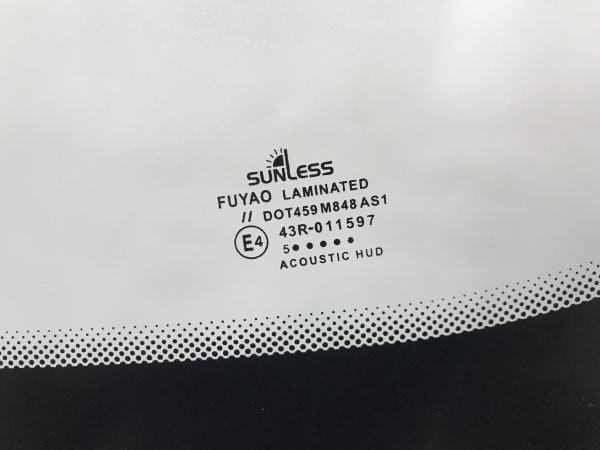 SUNLESS
FUYAO LAMINATED
// DOT459 M848 AS1
E4 43R-011597
5●●●●*
ACOUSTIC HUD